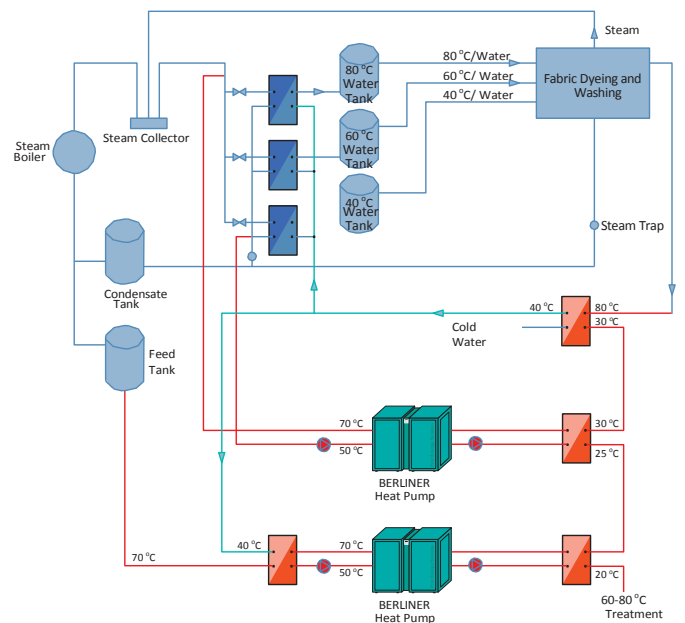 Steam
80 °C/Water
60 °C/ Water
40 °C/ Water
Fabric Dyeing and
Washing
80 °C
Water
Tank
60 °C
Water
Tank
40 °C
Water
Tank
Steam Collector
Steam
Boiler
Steam Trap
Condensate
Tank
Feed
Tank
Cold
Water
40 °C
80 °C
30 °C
70 °C
50 °C
30 °C
25 °C
BERLINER
Heat Pump
40 °C
70 °C
70 °C
50 °C
20 °C
BERLINER
Heat Pump
60-80 °C
Treatment